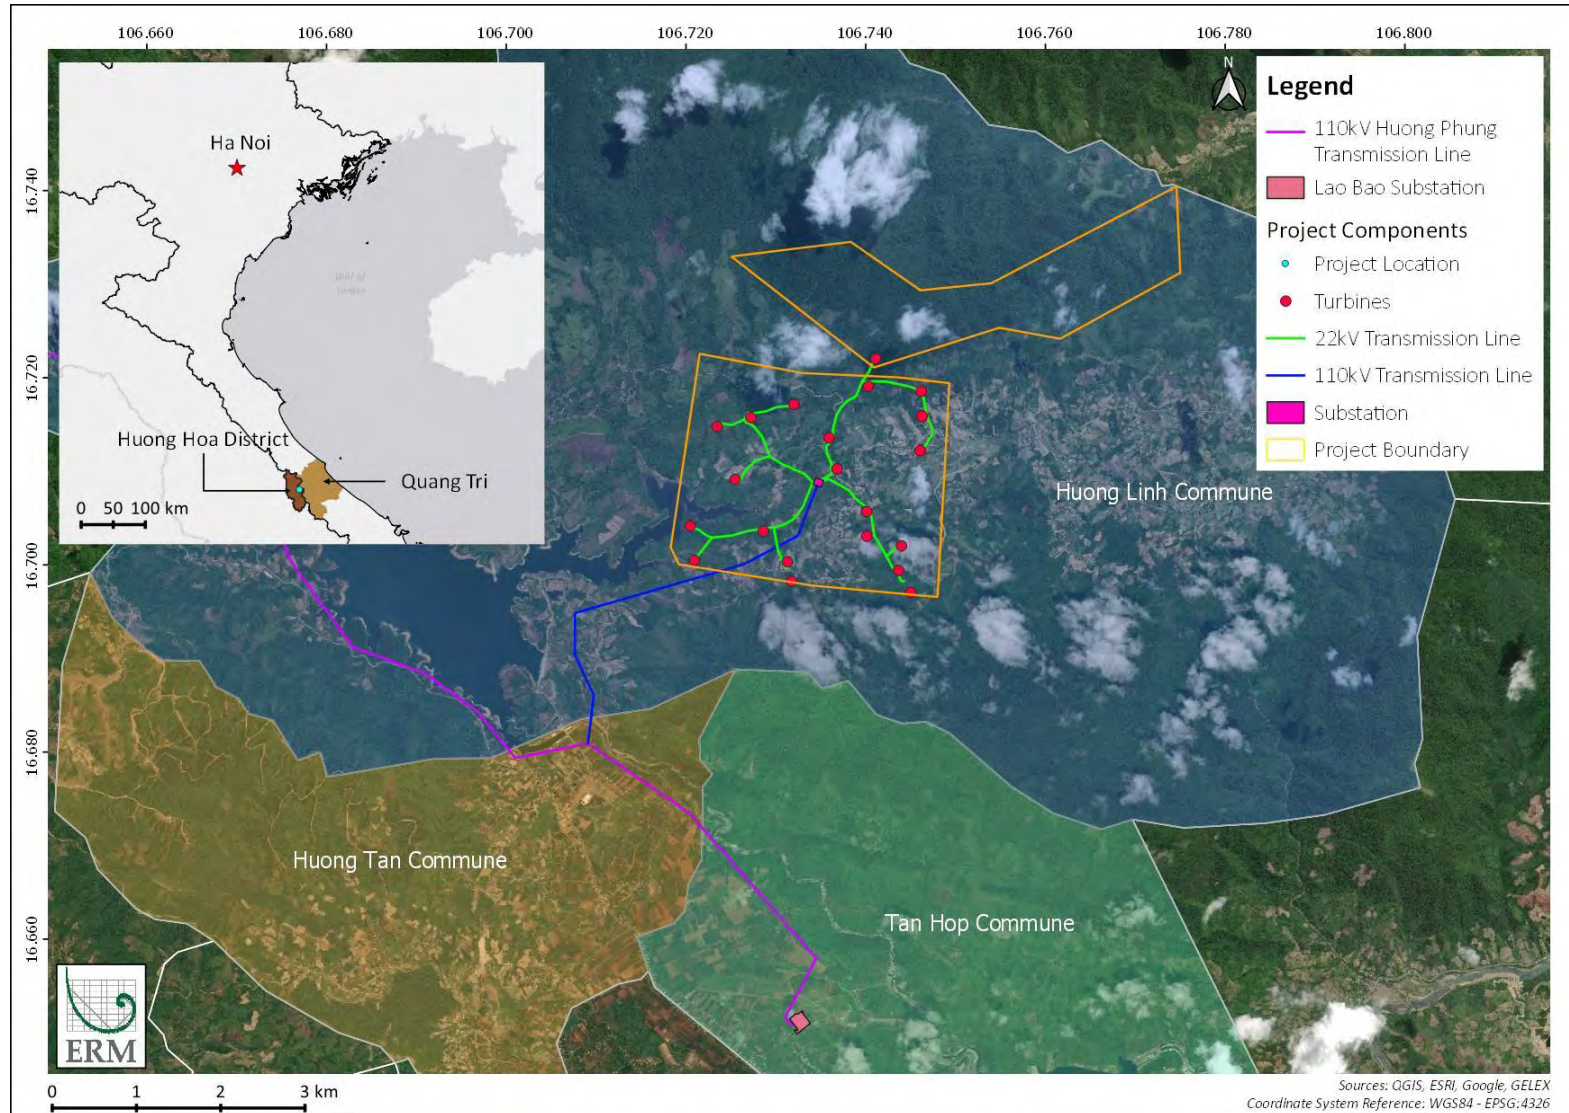 106.660 106.680 106.700 106.720 106.740 106.760 106.780 106.800
16.740
16.720
16.700
16.680
16.660
Ha Noi
Gulf of
Tonkin
Huong Hoa District
Quang Tri
0 50 100 km
N
Legend
110kV Huong Phung
Transmission Line
Lao Bao Substation
Project Components
Project Location
Turbines
22kV Transmission Line
110kV Transmission Line
Substation
Project Boundary
Huong Linh Commune
Huong Tan Commune
Tan Hop Commune
ERM
0 1 2 3 km
Sources: QGIS, ESRI, Google, GELEX
Coordinate System Reference: WGS84 - EPSG:4326